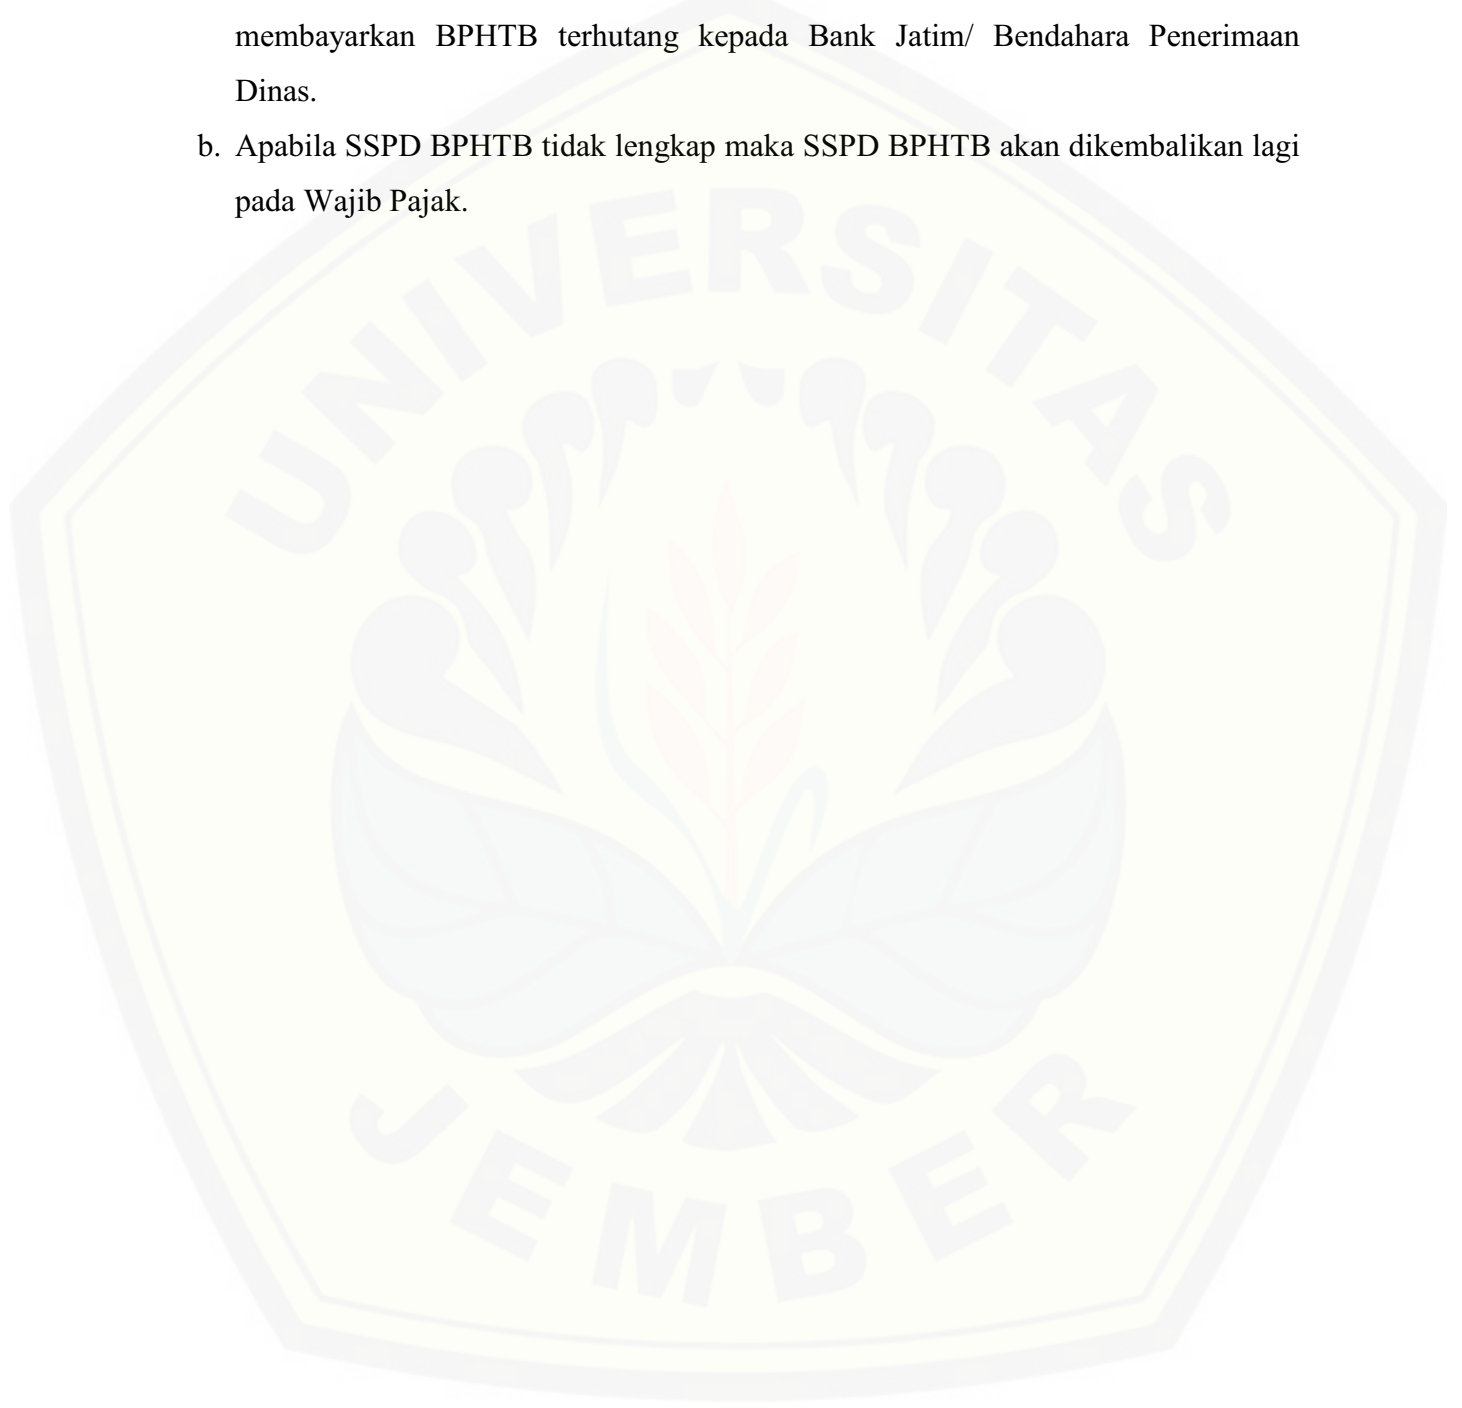 membayarkan BPHTB terhutang kepada Bank Jatim/ Bendahara Penerimaan
Dinas.
b. Apabila SSPD BPHTB tidak lengkap maka SSPD BPHTB akan dikembalikan lagi
pada Wajib Pajak.
UNIVERSITAS
JEMBER